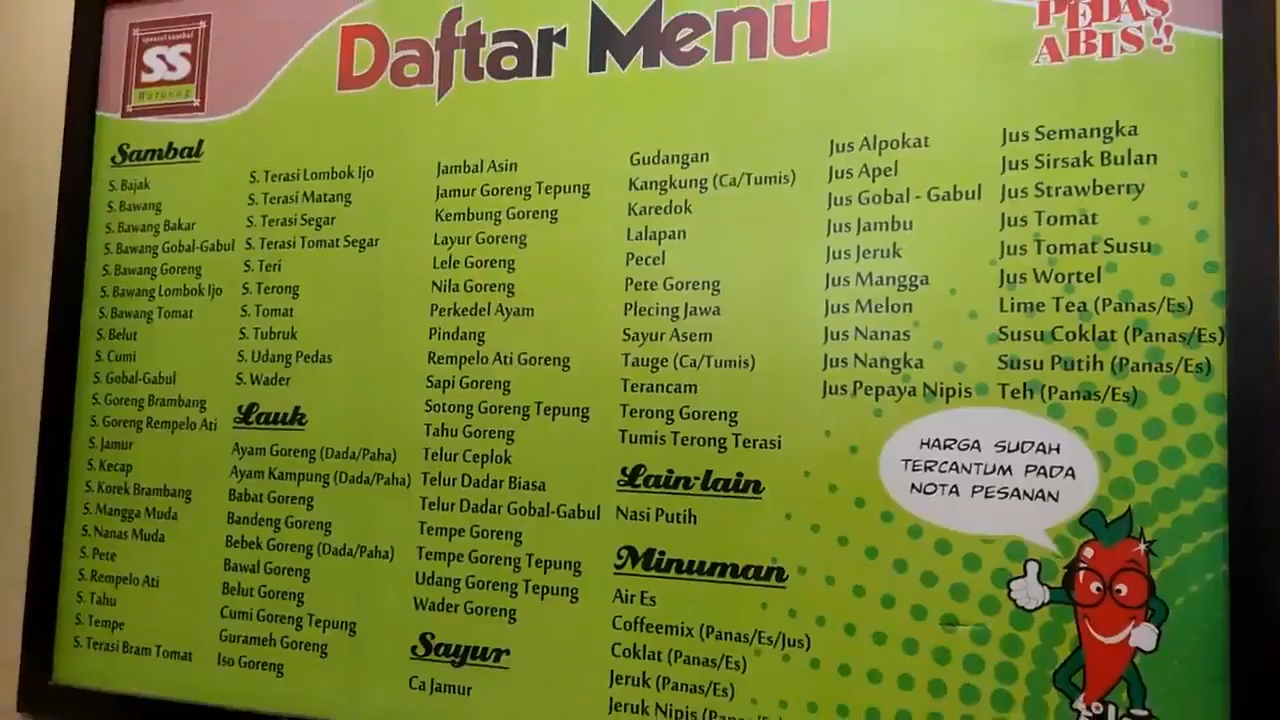 special sambal
SS
Waroeng
Daftar Menu
PEDAS
ABIS!!
Sambal
S. Bajak
S. Bawang
S. Bawang Bakar
S. Bawang Gobal-Gabul
S. Bawang Goreng
S. Bawang Lombok Ijo
S. Bawang Tomat
S. Belut
S. Cumi
S. Gobal-Gabul
S. Goreng Brambang
S. Goreng Rempelo Ati
S. Jamur
S. Kecap
S. Korek Brambang
S. Mangga Muda
S. Nanas Muda
S. Pete
S. Rempelo Ati
S. Tahu
S. Tempe
S. Terasi Bram Tomat
S. Terasi Lombok Ijo
S. Terasi Matang
S. Terasi Segar
S. Terasi Tomat Segar
S. Teri
S. Terong
S. Tomat
S. Tubruk
S. Udang Pedas
S. Wader
Lauk
Ayam Goreng (Dada/Paha)
Ayam Kampung (Dada/Paha)
Babat Goreng
Bandeng Goreng
Bebek Goreng (Dada/Paha)
Bawal Goreng
Belut Goreng
Cumi Goreng Tepung
Gurameh Goreng
Iso Goreng
Jambal Asin
Jamur Goreng Tepung
Kembung Goreng
Layur Goreng
Lele Goreng
Nila Goreng
Perkedel Ayam
Pindang
Rempelo Ati Goreng
Sapi Goreng
Sotong Goreng Tepung
Tahu Goreng
Telur Ceplok
Telur Dadar Biasa
Telur Dadar Gobal-Gabul
Tempe Goreng
Tempe Goreng Tepung
Udang Goreng Tepung
Wader Goreng
Sayur
Ca Jamur
Gudangan
Kangkung (Ca/Tumis)
Karedok
Lalapan
Pecel
Pete Goreng
Plecing Jawa
Sayur Asem
Tauge (Ca/Tumis)
Terancam
Terong Goreng
Tumis Terong Terasi
Lain-lain
Nasi Putih
Minuman
Air Es
Coffeemix (Panas/Es/Jus)
Coklat (Panas/Es)
Jeruk (Panas/Es)
Jeruk Nipis
Jus Alpokat
Jus Apel
Jus Gobal - Gabul
Jus Jambu
Jus Jeruk
Jus Mangga
Jus Melon
Jus Nanas
Jus Nangka
Jus Pepaya Nipis
Jus Semangka
Jus Sirsak Bulan
Jus Strawberry
Jus Tomat
Jus Tomat Susu
Jus Wortel
Lime Tea (Panas/Es)
Susu Coklat (Panas/Es)
Susu Putih (Panas/Es)
Teh (Panas/Es)
HARGA SUDAH
TERCANTUM PADA
NOTA PESANAN